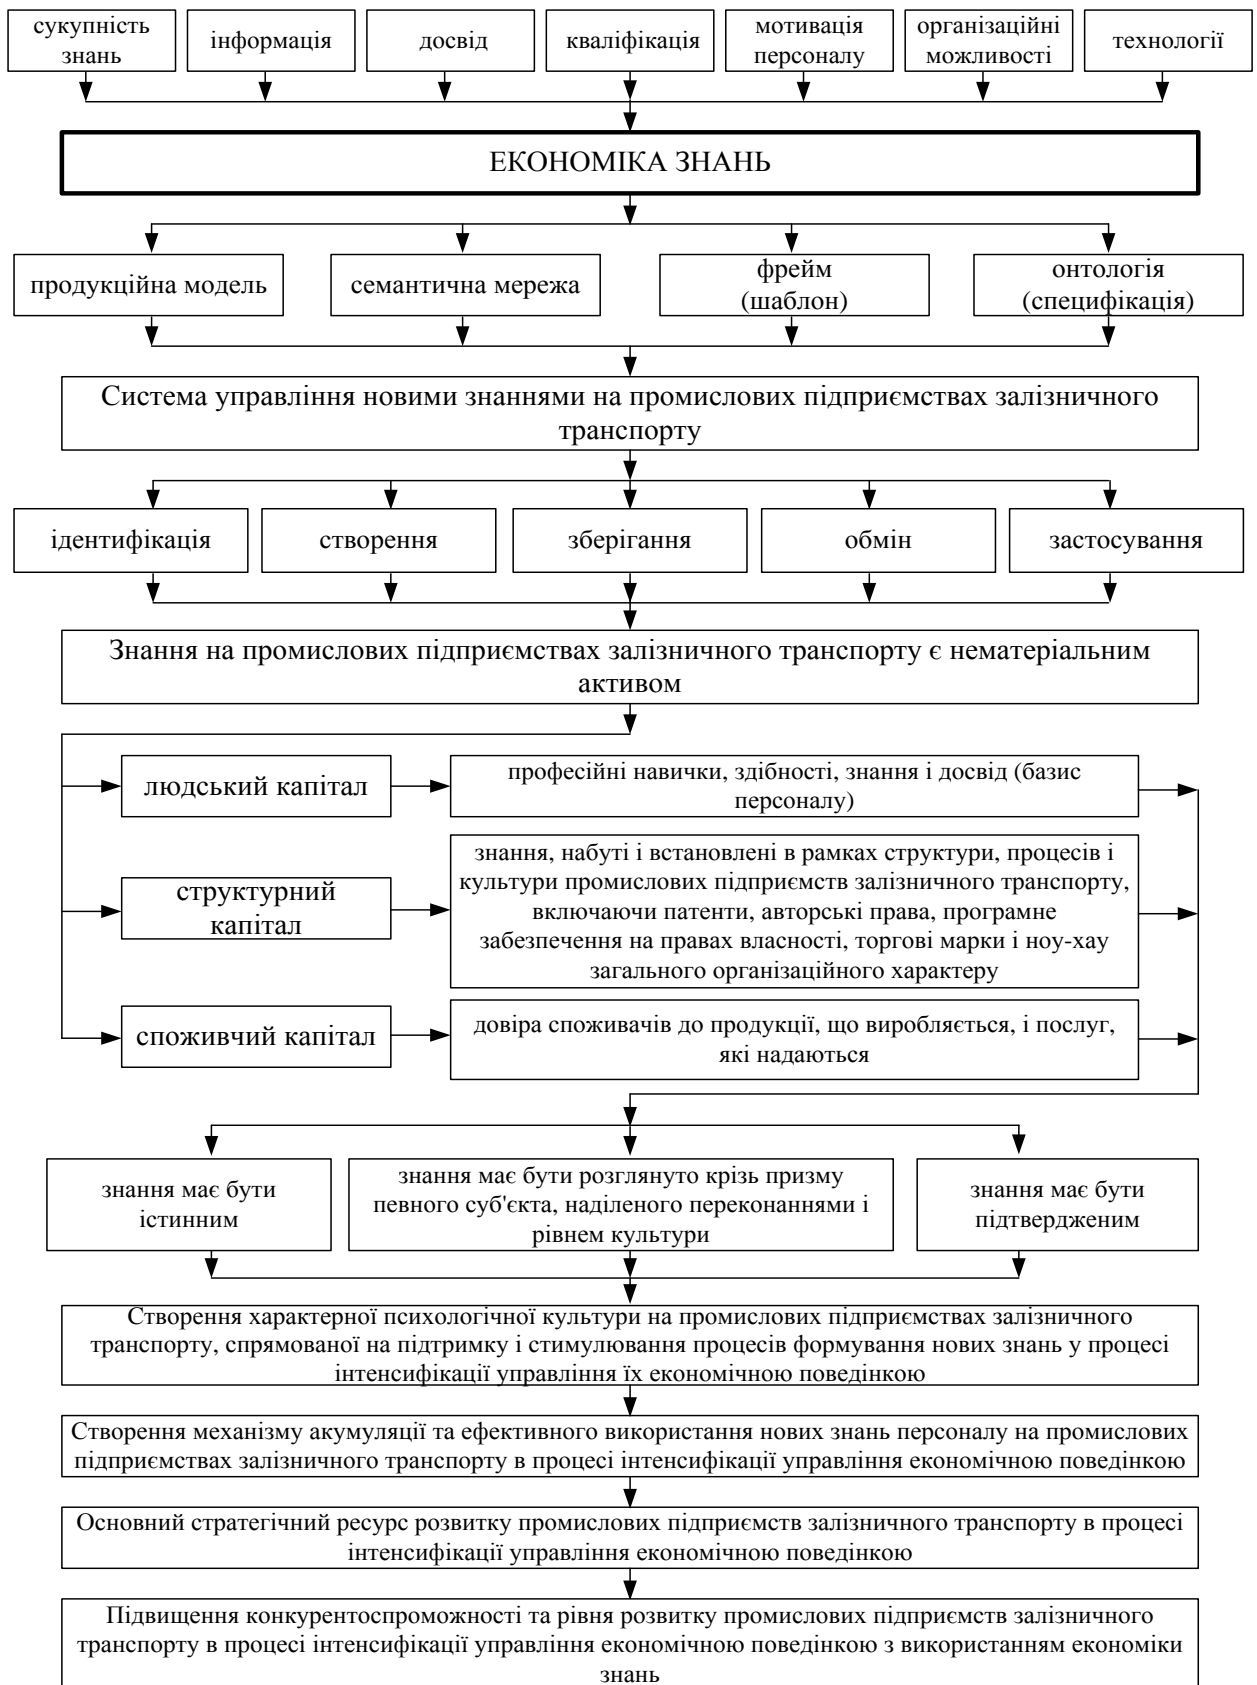 сукупність
знань
інформація
досвід
кваліфікація
мотивація
персоналу
організаційні
можливості
технології
ЕКОНОМІКА ЗНАНЬ
продукційна модель
семантична мережа
фрейм
(шаблон)
онтологія
(специфікація)
Система управління новими знаннями на промислових підприємствах залізничного
транспорту
ідентифікація
створення
зберігання
обмін
застосування
Знання на промислових підприємствах залізничного транспорту є нематеріальним
активом
людський капітал
професійні навички, здібності, знання і досвід (базис
персоналу)
структурний
капітал
знання, набуті і встановлені в рамках структури, процесів і
культури промислових підприємств залізничного транспорту,
включаючи патенти, авторські права, програмне
забезпечення на правах власності, торгові марки і ноу-хау
загального організаційного характеру
споживчий капітал
довіра споживачів до продукції, що виробляється, і послуг,
які надаються
знання має бути
істинним
знання має бути розглянуто крізь призму
певного суб'єкта, наділеного переконаннями і
рівнем культури
знання має бути
підтвердженим
Створення характерної психологічної культури на промислових підприємствах залізничного
транспорту, спрямованої на підтримку і стимулювання процесів формування нових знань у процесі
інтенсифікації управління їх економічною поведінкою
Створення механізму акумуляції та ефективного використання нових знань персоналу на промислових
підприємствах залізничного транспорту в процесі інтенсифікації управління економічною поведінкою
Основний стратегічний ресурс розвитку промислових підприємств залізничного транспорту в процесі
інтенсифікації управління економічною поведінкою
Підвищення конкурентоспроможності та рівня розвитку промислових підприємств залізничного
транспорту в процесі інтенсифікації управління економічною поведінкою з використанням економіки
знань